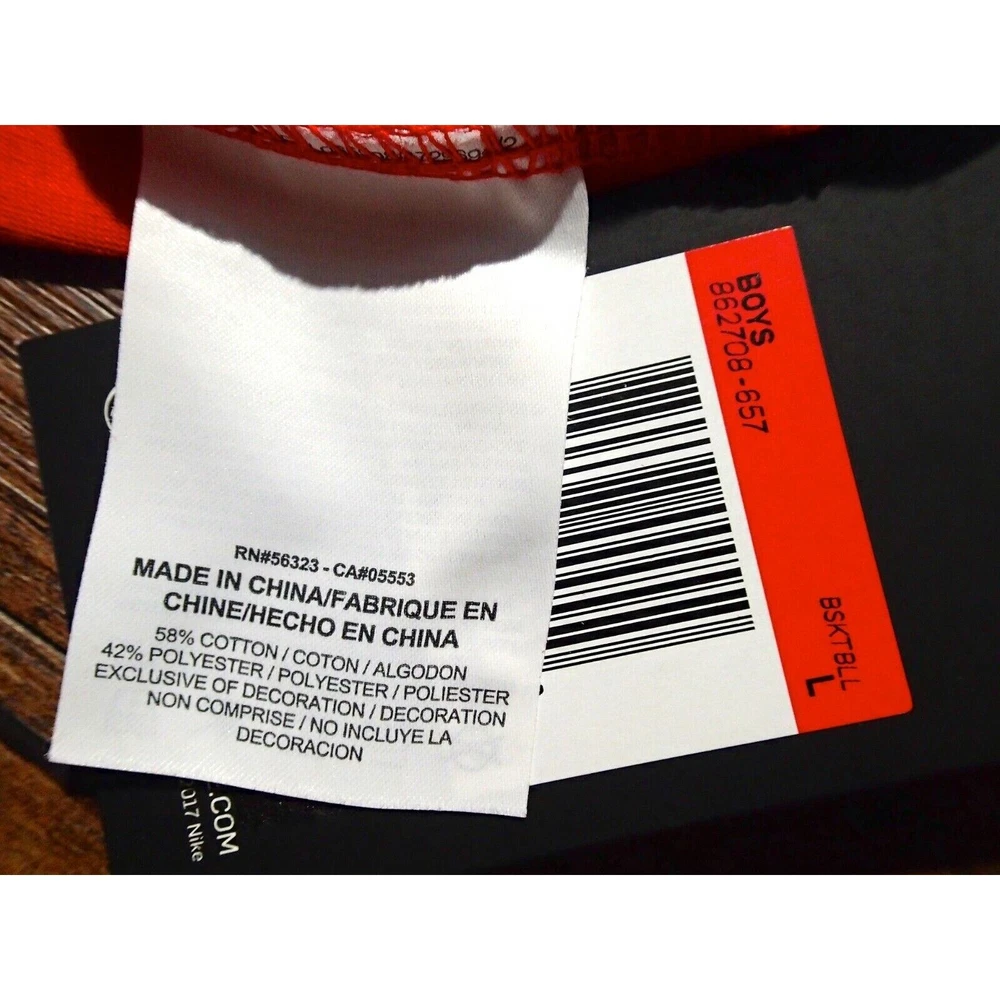 RN#56323 - CA#05553
MADE IN CHINA/FABRIQUE EN
CHINE/HECHO EN CHINA
58% COTTON / COTON / ALGODON
42% POLYESTER / POLYESTER / POLIESTER
EXCLUSIVE OF DECORATION / DECORATION
NON COMPRISE / NO INCLUYE LA
DECORACION
BOYS
862708-657
BSKTBLL
L
.COM
2017 Nike